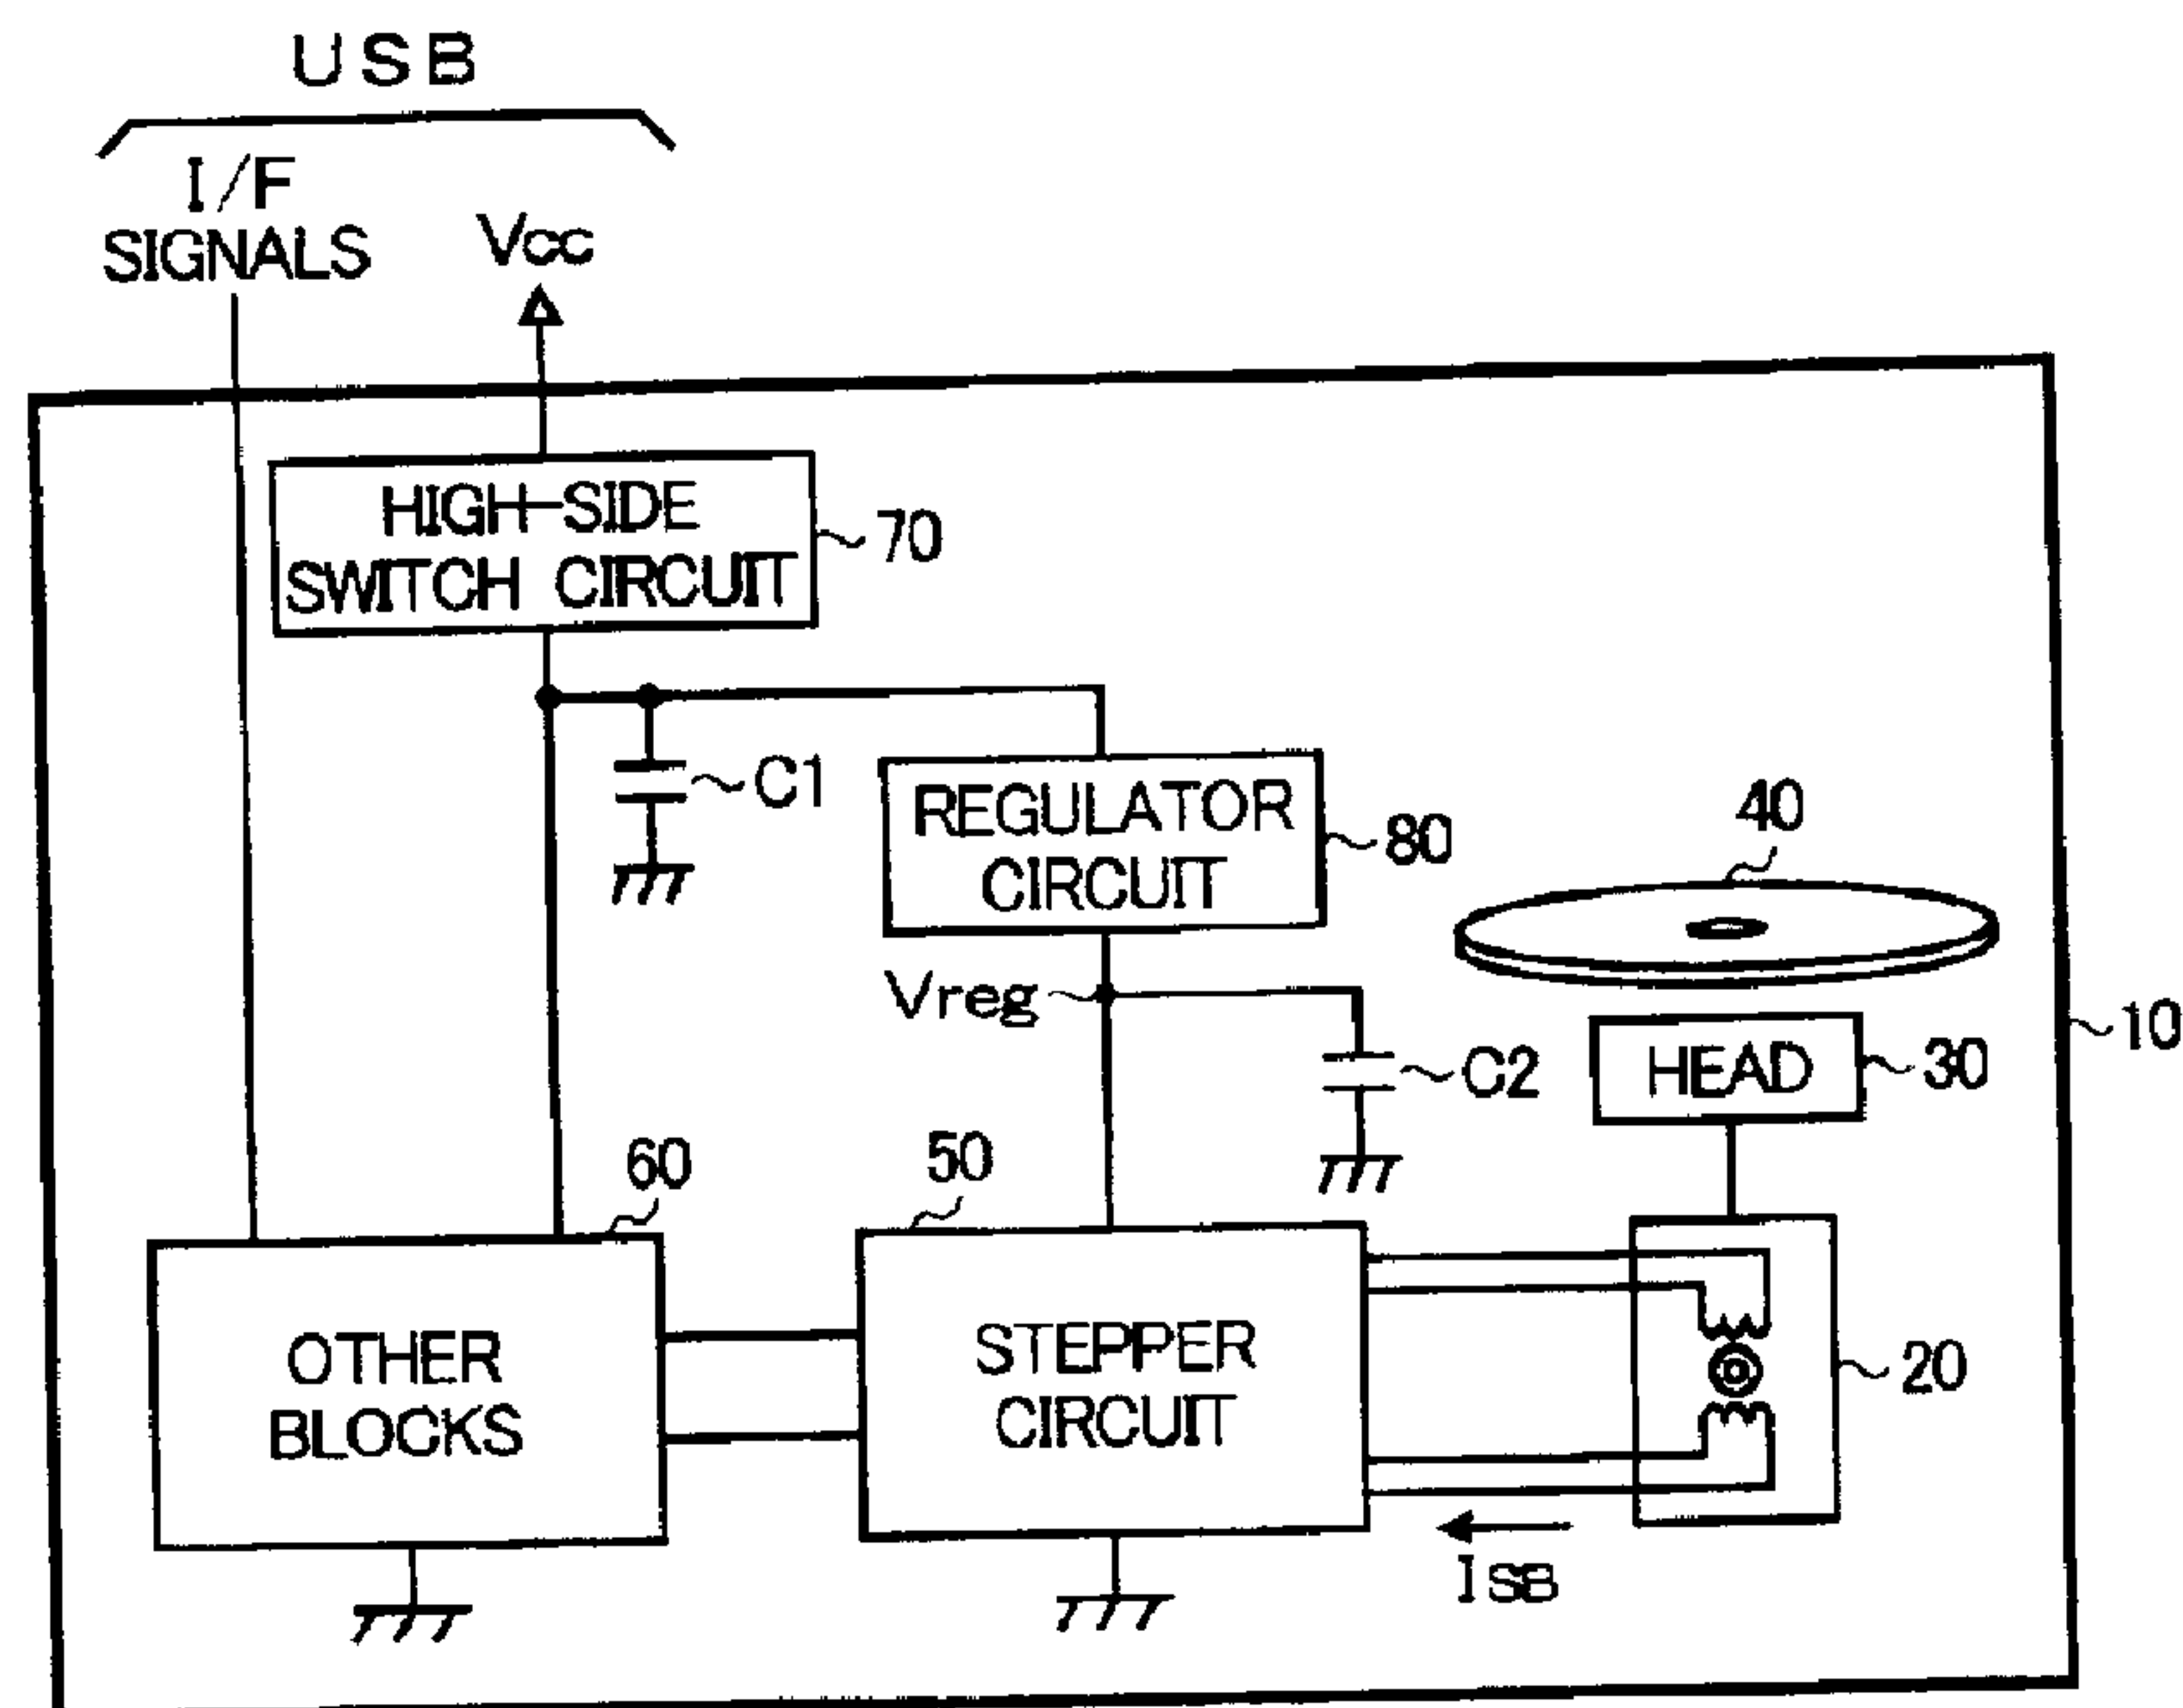 USB
I/F
SIGNALS
Vcc
HIGH-SIDE
SWITCH CIRCUIT
70
C1
REGULATOR
CIRCUIT
80
40
Vreg
10
C2
HEAD
30
60
50
OTHER
BLOCKS
STEPPER
CIRCUIT
20
ISB